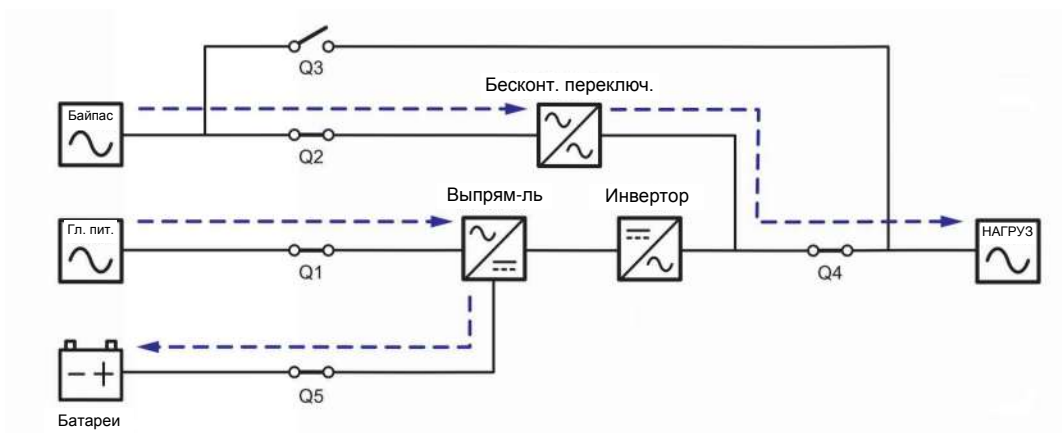 Q3
Бесконт. переключ.
Байпас
Q2
Выпрям-ль
Инвертор
Гл. пит.
НАГРУЗ
Q1
Q4
Q5
Батареи